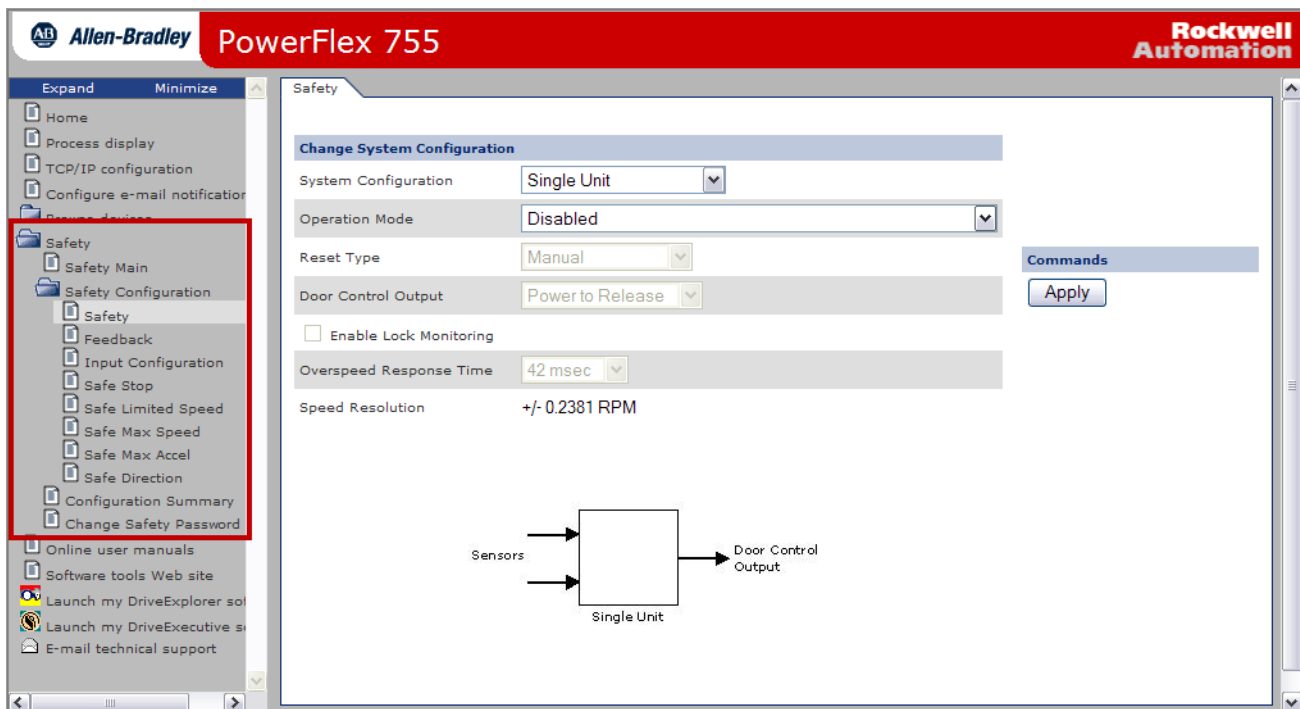 AB Allen-Bradley
PowerFlex 755
Rockwell
Automation
Expand Minimize
Home
Process display
TCP/IP configuration
Configure e-mail notification
Browse devices
Safety
Safety Main
Safety Configuration
Safety
Feedback
Input Configuration
Safe Stop
Safe Limited Speed
Safe Max Speed
Safe Max Accel
Safe Direction
Configuration Summary
Change Safety Password
Online user manuals
Software tools Web site
Launch my DriveExplorer sof
Launch my DriveExecutive s
E-mail technical support
Safety
Change System Configuration
System Configuration Single Unit
Operation Mode Disabled
Reset Type Manual
Door Control Output Power to Release
Enable Lock Monitoring
Overspeed Response Time 42 msec
Speed Resolution +/- 0.2381 RPM
Commands
Apply
Sensors
Door Control
Output
Single Unit